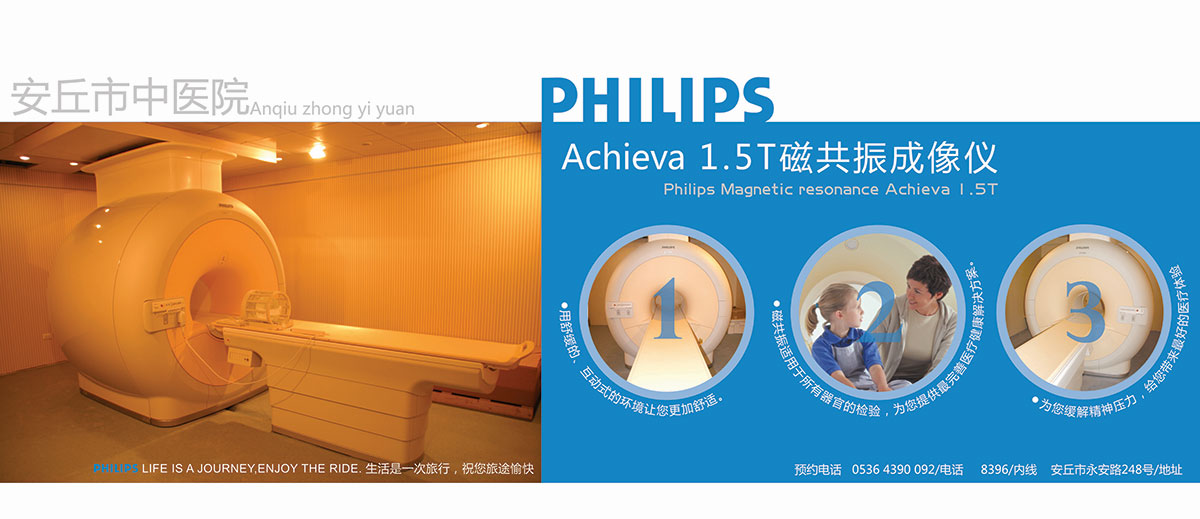 安丘市中医院Anqiu zhong yi yuan
PHILIPS
Achieva 1.5T磁共振成像仪
Philips Magnetic resonance Achieva 1.5T
PHILIPS
1
●用舒缓的、互动式的环境让您更加舒适。
2
●磁共振适用于所有器官的检验，为您提供最完善医疗健康解决方案。
PHILIPS
3
●为您缓解精神压力，给您带来最好的医疗体验
PHILIPS
PHILIPS LIFE IS A JOURNEY,ENJOY THE RIDE. 生活是一次旅行，祝您旅途愉快
预约电话 0536 4390 092/电话 8396/内线 安丘市永安路248号/地址